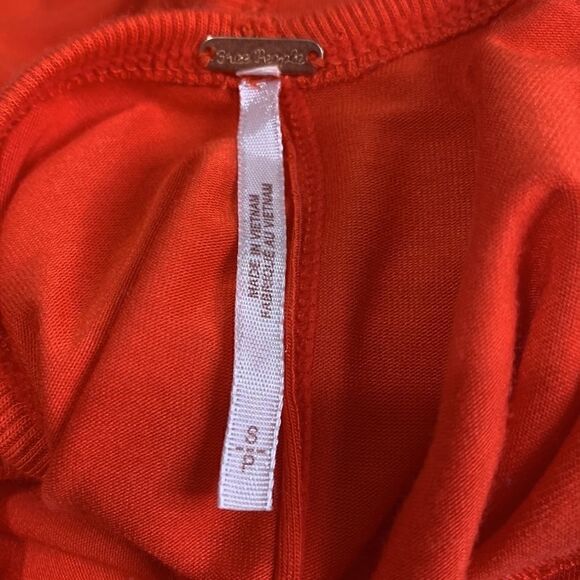 Free People
MADE IN VIETNAM
FABRIQUÉ AU VIETNAM
S
P